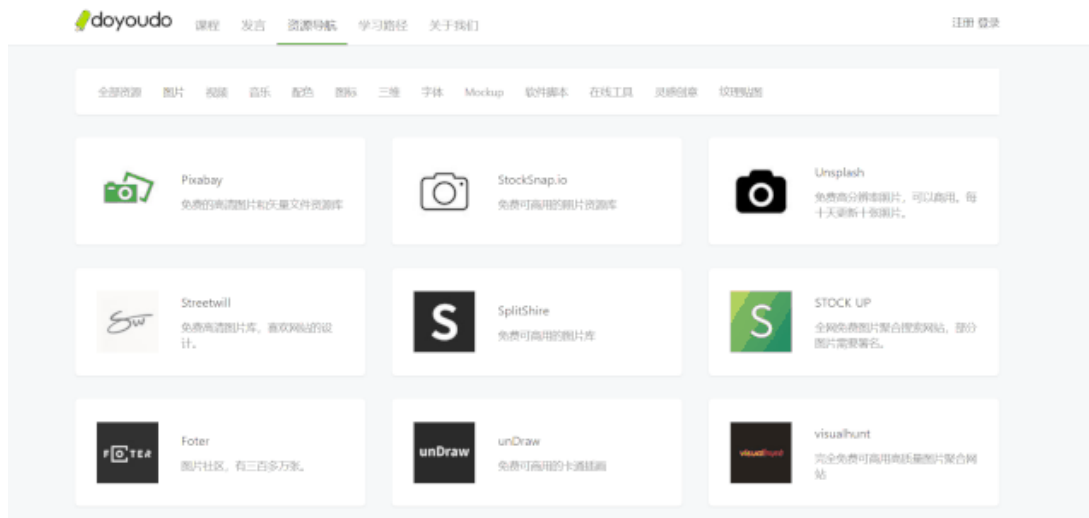 doyoudo
课程 发言 资源导航 学习路径 关于我们 注册 登录
全部资源 图片 视频 音乐 配色 图标 三维 字体 Mockup 软件脚本 在线工具 灵感创意 纹理贴图
Pixabay
免费的高清图片和矢量文件资源库
StockSnap.io
免费可商用的图片资源库
Unsplash
免费高分辨率图片，可以商用。每
十天更新十张图片。
Sw
Streetwill
免费高清图片库，喜欢网站的设
计。
S
SplitShire
免费可商用的图片库
S
STOCK UP
全网免费图片聚合搜索网站，部分
图片需要署名。
FOTER
Foter
图片社区，有三百多万张。
unDraw
unDraw
免费可商用的卡通插画
visualhunt
visualhunt
完全免费可商用高质量图片聚合网
站